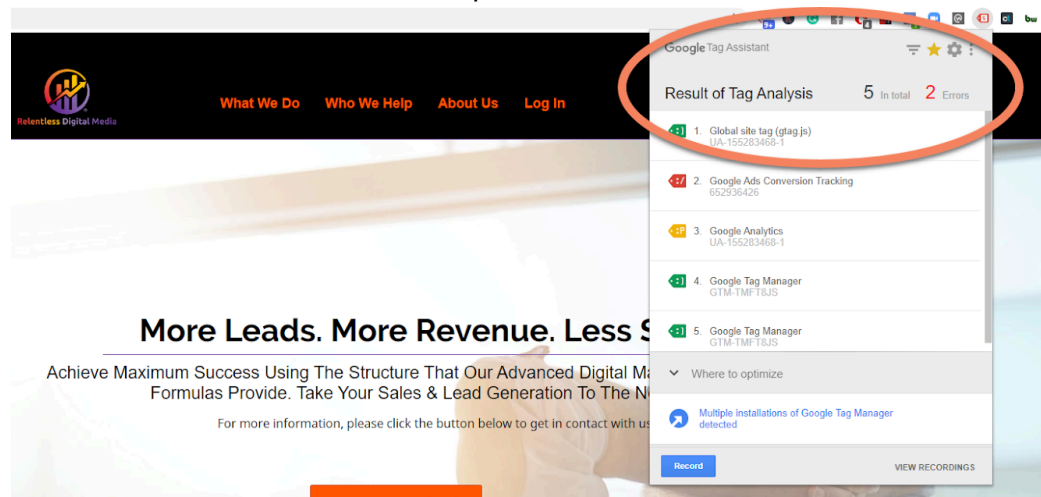 9+
Google Tag Assistant
Result of Tag Analysis 5 In total 2 Errors
Relentless Digital Media
What We Do Who We Help About Us Log In
1. Global site tag (gtag.js)
UA-155283468-1
2. Google Ads Conversion Tracking
652936426
3. Google Analytics
UA-155283468-1
4. Google Tag Manager
GTM-TMFT8JS
5. Google Tag Manager
GTM-TMFT8JS
Where to optimize
Multiple installations of Google Tag Manager
detected
Record VIEW RECORDINGS
More Leads. More Revenue. Less
Achieve Maximum Success Using The Structure That Our Advanced Digital
Formulas Provide. Take Your Sales & Lead Generation To The
For more information, please click the button below to get in contact with